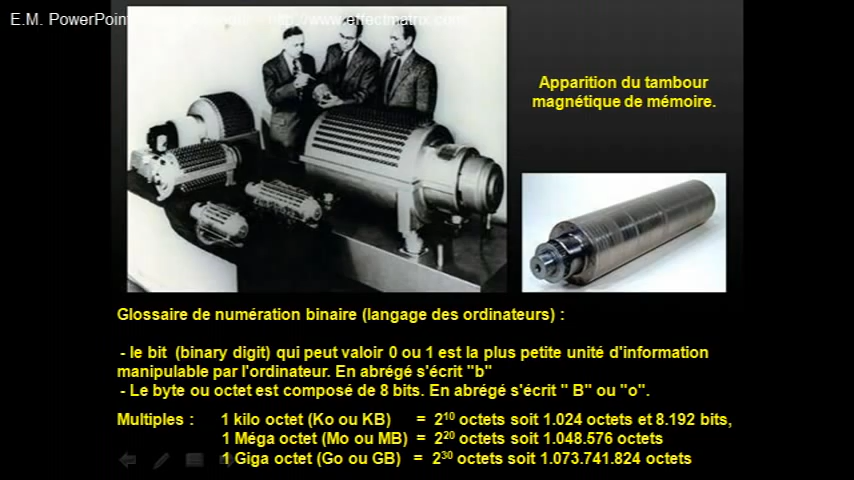 E.M. PowerPoint http://www.effectmatrix.com
Apparition du tambour
magnétique de mémoire.
Glossaire de numération binaire (langage des ordinateurs) :
- le bit (binary digit) qui peut valoir 0 ou 1 est la plus petite unité d'information
manipulable par l'ordinateur. En abrégé s'écrit "b"
- Le byte ou octet est composé de 8 bits. En abrégé s'écrit " B" ou "o".
Multiples : 1 kilo octet (Ko ou KB) = 2¹⁰ octets soit 1.024 octets et 8.192 bits,
1 Méga octet (Mo ou MB) = 2²⁰ octets soit 1.048.576 octets
1 Giga octet (Go ou GB) = 2³⁰ octets soit 1.073.741.824 octets